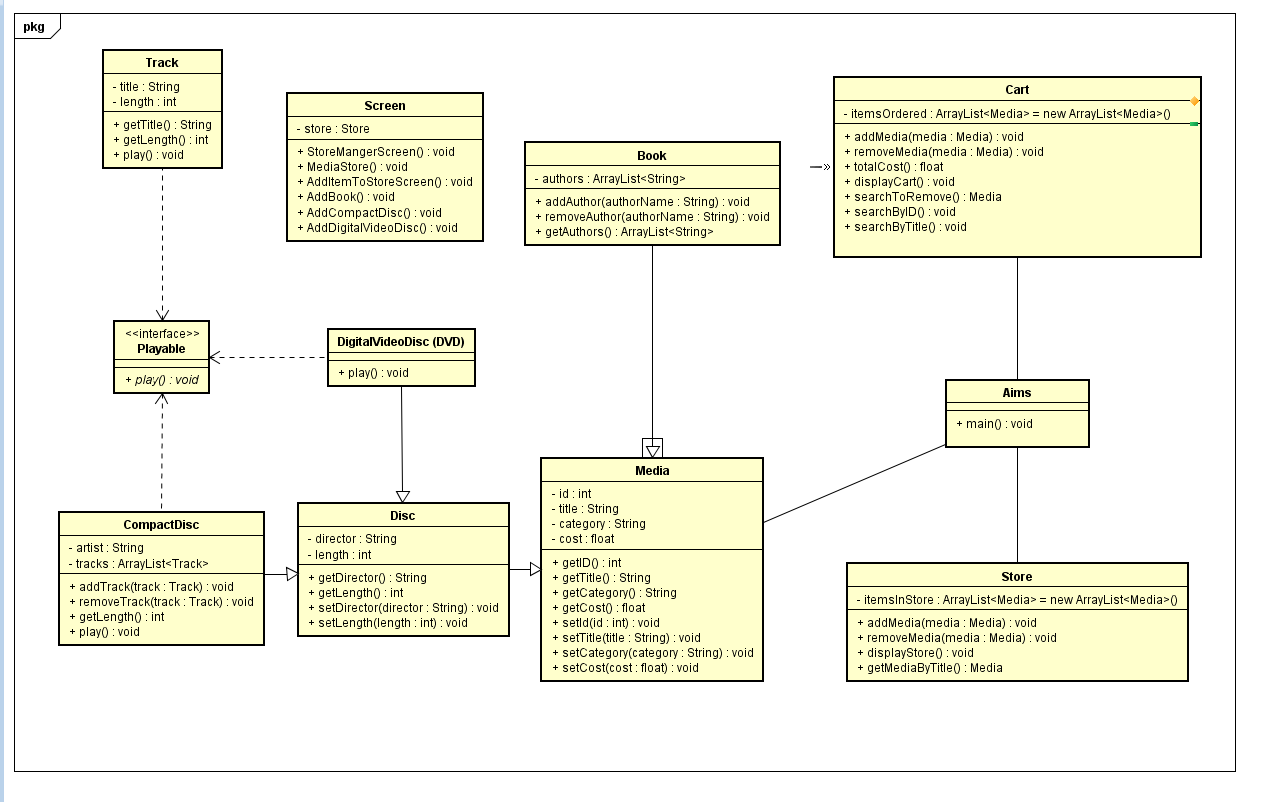 pkg
Track
- title : String
- length : int
+ getTitle() : String
+ getLength() : int
+ play() : void
Screen
- store : Store
+ StoreMangerScreen() : void
+ MediaStore() : void
+ AddItemToStoreScreen() : void
+ AddBook() : void
+ AddCompactDisc() : void
+ AddDigitalVideoDisc() : void
Book
- authors : ArrayList<String>
+ addAuthor(authorName : String) : void
+ removeAuthor(authorName : String) : void
+ getAuthors() : ArrayList<String>
Cart
- itemsOrdered : ArrayList<Media> = new ArrayList<Media>()
+ addMedia(media : Media) : void
+ removeMedia(media : Media) : void
+ totalCost() : float
+ displayCart() : void
+ searchToRemove() : Media
+ searchByID() : void
+ searchByTitle() : void
<<interface>>
Playable
+ play() : void
DigitalVideoDisc (DVD)
+ play() : void
Aims
+ main() : void
CompactDisc
- artist : String
- tracks : ArrayList<Track>
+ addTrack(track : Track) : void
+ removeTrack(track : Track) : void
+ getLength() : int
+ play() : void
Disc
- director : String
- length : int
+ getDirector() : String
+ getLength() : int
+ setDirector(director : String) : void
+ setLength(length : int) : void
Media
- id : int
- title : String
- category : String
- cost : float
+ getID() : int
+ getTitle() : String
+ getCategory() : String
+ getCost() : float
+ setId(id : int) : void
+ setTitle(title : String) : void
+ setCategory(category : String) : void
+ setCost(cost : float) : void
Store
- itemsInStore : ArrayList<Media> = new ArrayList<Media>()
+ addMedia(media : Media) : void
+ removeMedia(media : Media) : void
+ displayStore() : void
+ getMediaByTitle() : Media